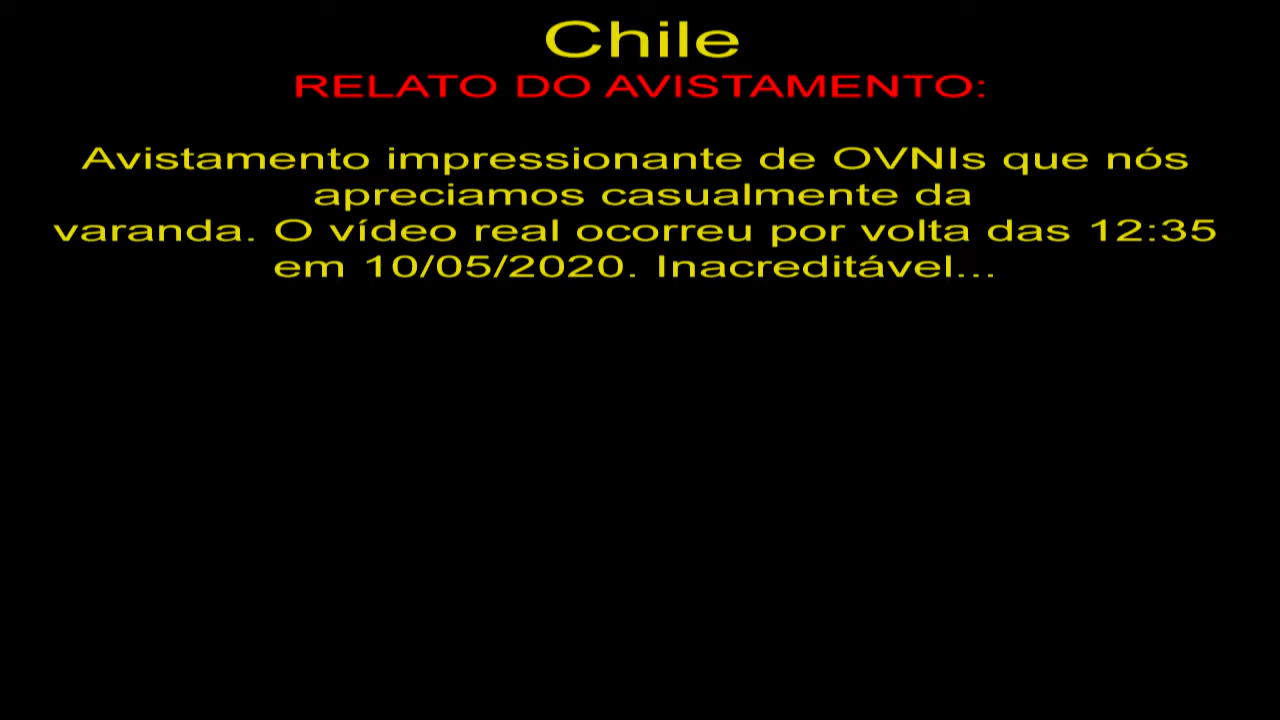 Chile
RELATO DO AVISTAMENTO:
Avistamento impressionante de OVNIs que nós
apreciamos casualmente da
varanda. O vídeo real ocorreu por volta das 12:35
em 10/05/2020. Inacreditável...